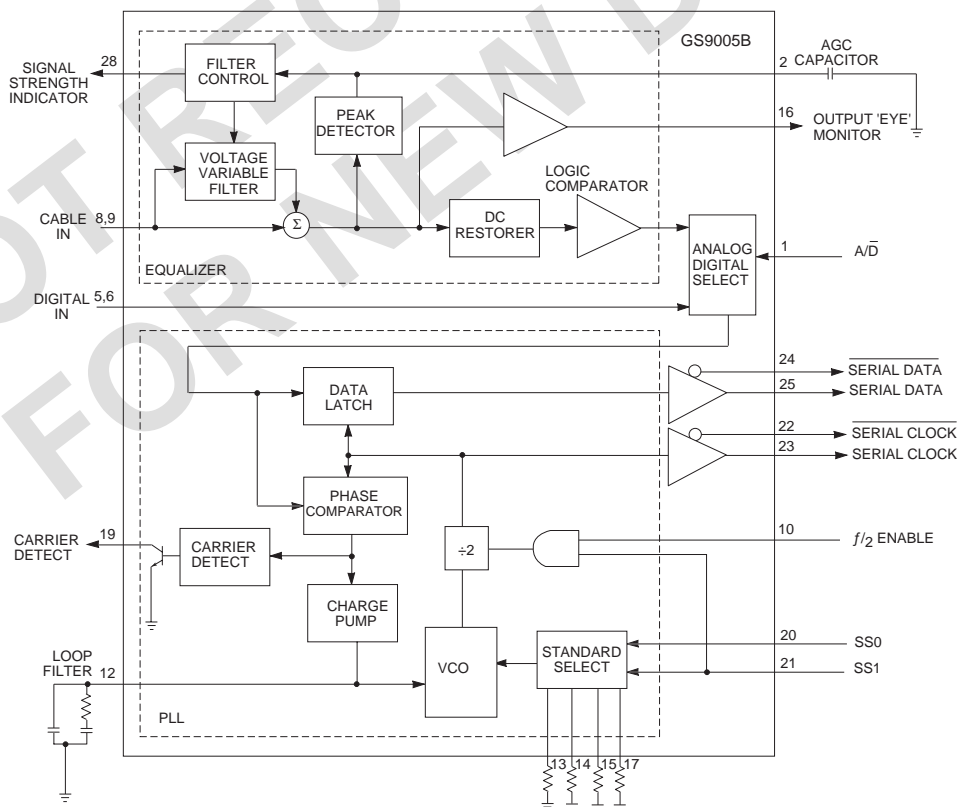 NOT REC
FOR NEW D
GS9005B
28
SIGNAL
STRENGTH
INDICATOR
FILTER
CONTROL
2
AGC
CAPACITOR
PEAK
DETECTOR
16
OUTPUT 'EYE'
MONITOR
VOLTAGE
VARIABLE
FILTER
LOGIC
COMPARATOR
CABLE
IN
8,9
Σ
DC
RESTORER
ANALOG
DIGITAL
SELECT
1
A/D̅
EQUALIZER
DIGITAL
IN
5,6
24
SERIAL DATA
25
SERIAL DATA
DATA
LATCH
22
SERIAL CLOCK
23
SERIAL CLOCK
PHASE
COMPARATOR
19
CARRIER
DETECT
CARRIER
DETECT
÷2
10
ƒ/2 ENABLE
CHARGE
PUMP
20
SS0
LOOP
FILTER
12
VCO
STANDARD
SELECT
21
SS1
PLL
13
14
15
17